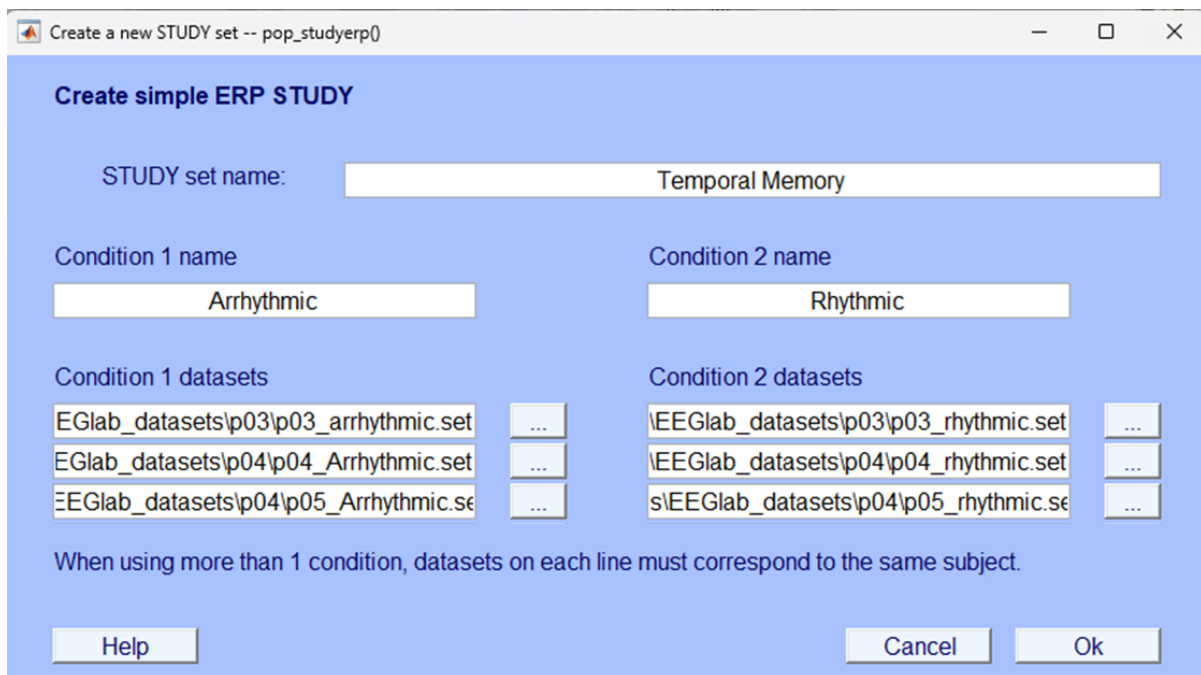 Create a new STUDY set -- pop_studyerp()
Create simple ERP STUDY
STUDY set name: Temporal Memory
Condition 1 name Condition 2 name
Arrhythmic Rhythmic
Condition 1 datasets Condition 2 datasets
EGlab_datasets\p03\p03_arrhythmic.set ... \EEGlab_datasets\p03\p03_rhythmic.set ...
EGlab_datasets\p04\p04_Arrhythmic.set ... \EEGlab_datasets\p04\p04_rhythmic.set ...
EEGlab_datasets\p04\p05_Arrhythmic.se ... s\EEGlab_datasets\p04\p05_rhythmic.se ...
When using more than 1 condition, datasets on each line must correspond to the same subject.
Help Cancel Ok